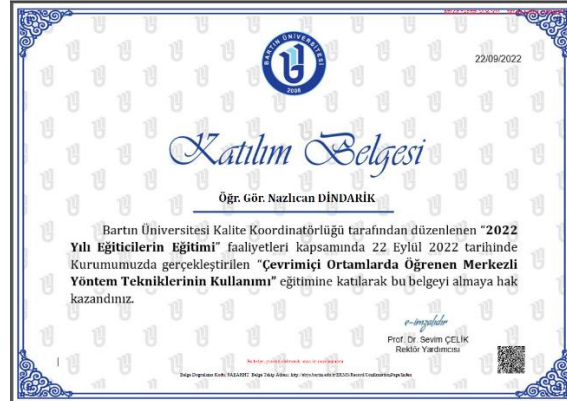 BARTIN ÜNİVERSİTESİ
2008
22/09/2022
Katılım Belgesi
Öğr. Gör. Nazlıcan DİNDARİK
Bartın Üniversitesi Kalite Koordinatörlüğü tarafından düzenlenen "2022
Yılı Eğiticilerin Eğitimi" faaliyetleri kapsamında 22 Eylül 2022 tarihinde
Kurumumuzda gerçekleştirilen "Çevrimiçi Ortamlarda Öğrenen Merkezli
Yöntem Tekniklerinin Kullanımı" eğitimine katılarak bu belgeyi almaya hak
kazandınız.
e-imzalıdır
Prof. Dr. Sevim ÇELİK
Rektör Yardımcısı